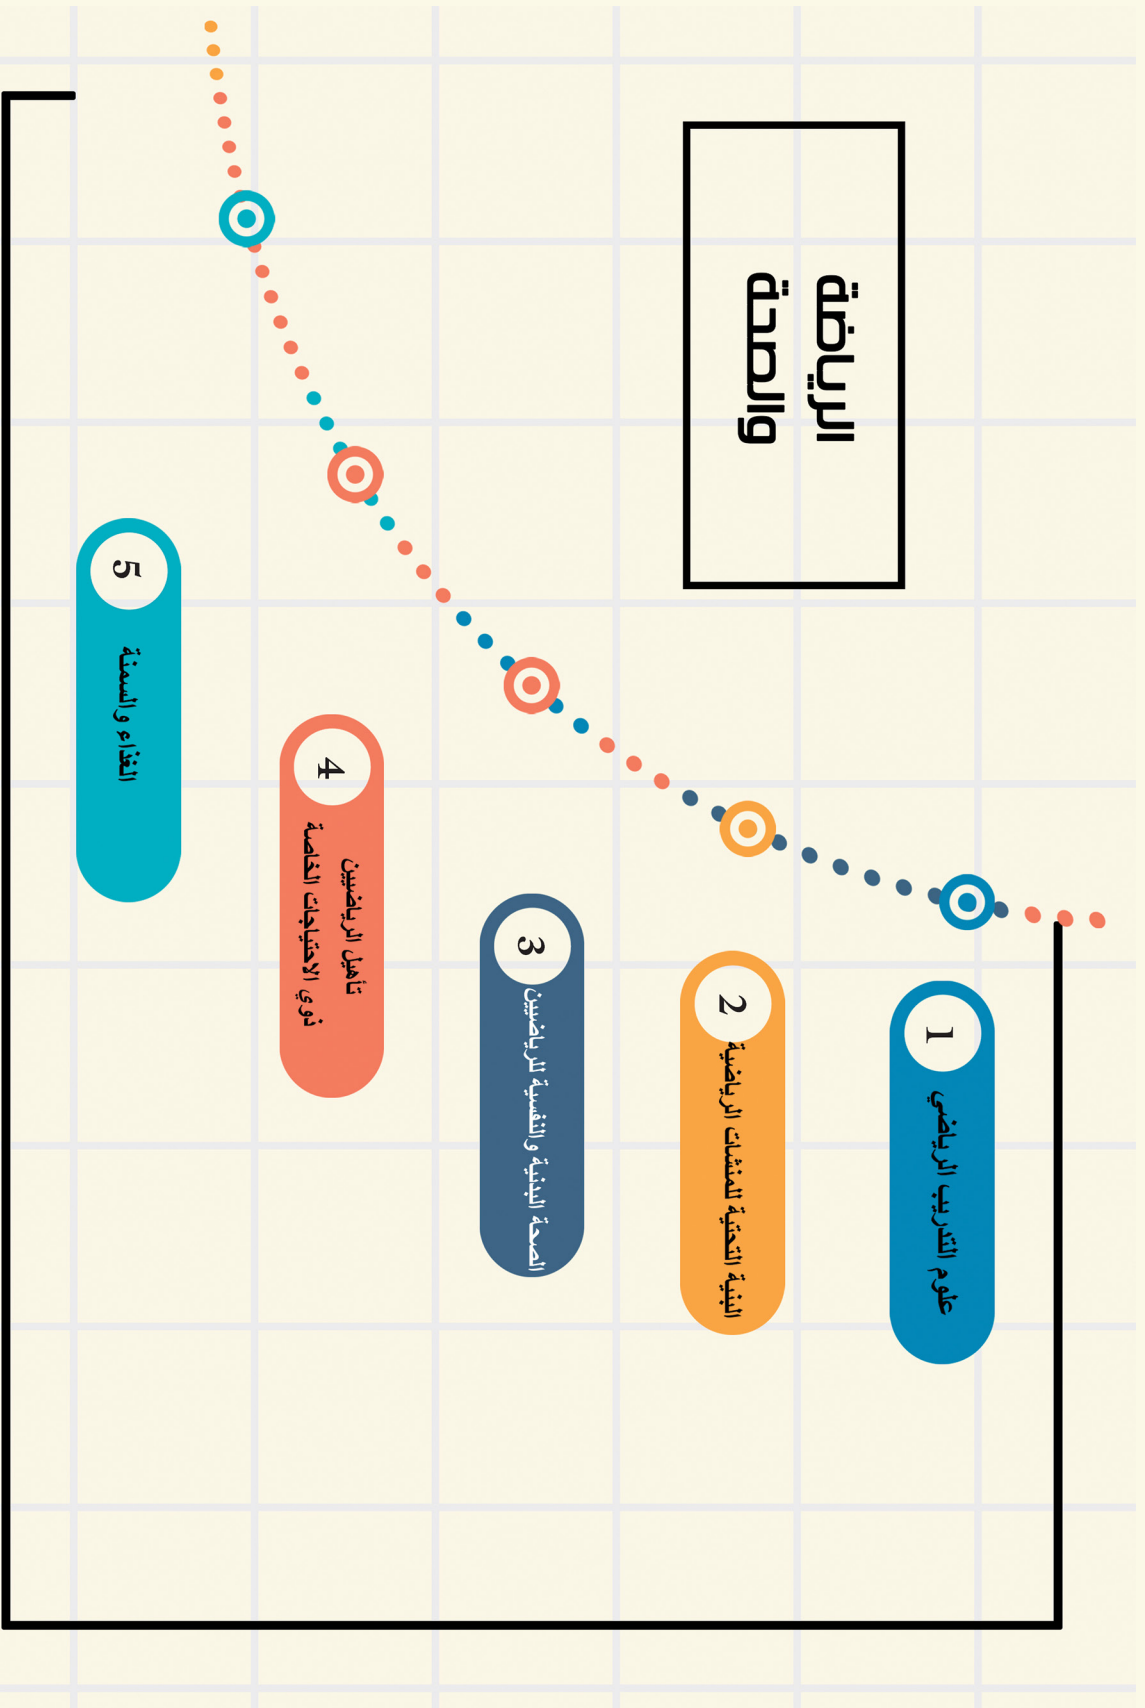 الرياضة
والصحة
1
علوم التدريب الرياضي
2
البنية التحتية للمنشات الرياضية
3
الصحة البدنية والنفسية للرياضيين
4
تأهيل الرياضيين
ذوي الاحتياجات الخاصة
5
الغذاء والسمنة